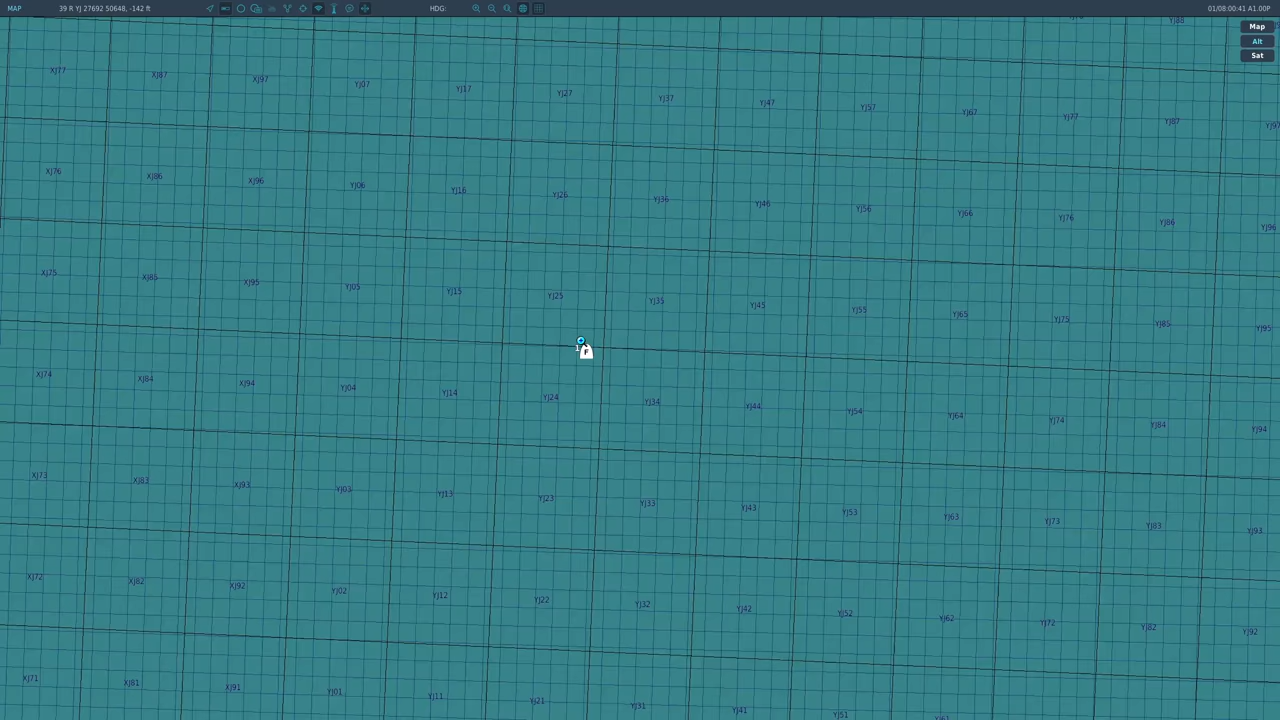 MAP 39 R YJ 27692 50648, -142 ft HDG: 01/08:00:41 A1.00P
YJ88
Map
Alt
Sat
XJ77 XJ87 XJ97 YJ07 YJ17 YJ27 YJ37 YJ47 YJ57 YJ67 YJ77 YJ87 YJ97
XJ76 XJ86 XJ96 YJ06 YJ16 YJ26 YJ36 YJ46 YJ56 YJ66 YJ76 YJ86 YJ96
XJ75 XJ85 XJ95 YJ05 YJ15 YJ25 YJ35 YJ45 YJ55 YJ65 YJ75 YJ85 YJ95
1
F
XJ74 XJ84 XJ94 YJ04 YJ14 YJ24 YJ34 YJ44 YJ54 YJ64 YJ74 YJ84 YJ94
XJ73 XJ83 XJ93 YJ03 YJ13 YJ23 YJ33 YJ43 YJ53 YJ63 YJ73 YJ83 YJ93
XJ72 XJ82 XJ92 YJ02 YJ12 YJ22 YJ32 YJ42 YJ52 YJ62 YJ72 YJ82 YJ92
XJ71 XJ81 XJ91 YJ01 YJ11 YJ21 YJ31 YJ41 YJ51